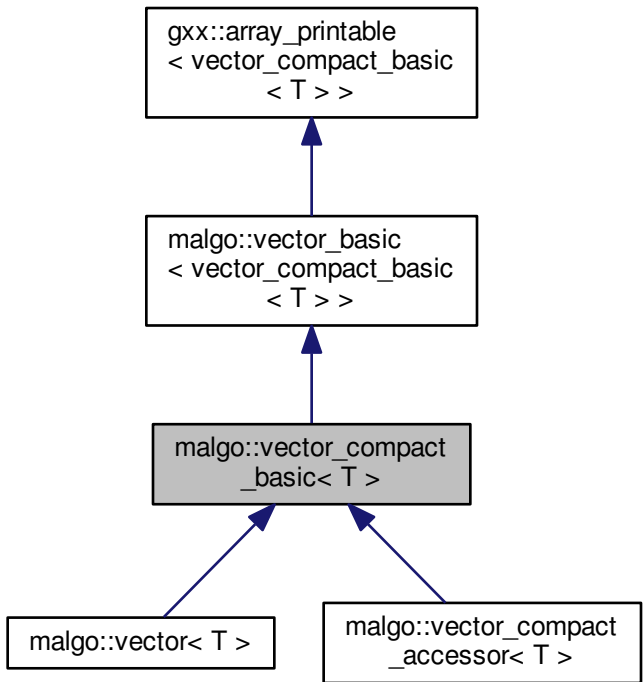 gxx::array_printable
< vector_compact_basic
< T > >
malgo::vector_basic
< vector_compact_basic
< T > >
malgo::vector_compact
_basic< T >
malgo::vector< T >
malgo::vector_compact
_accessor< T >